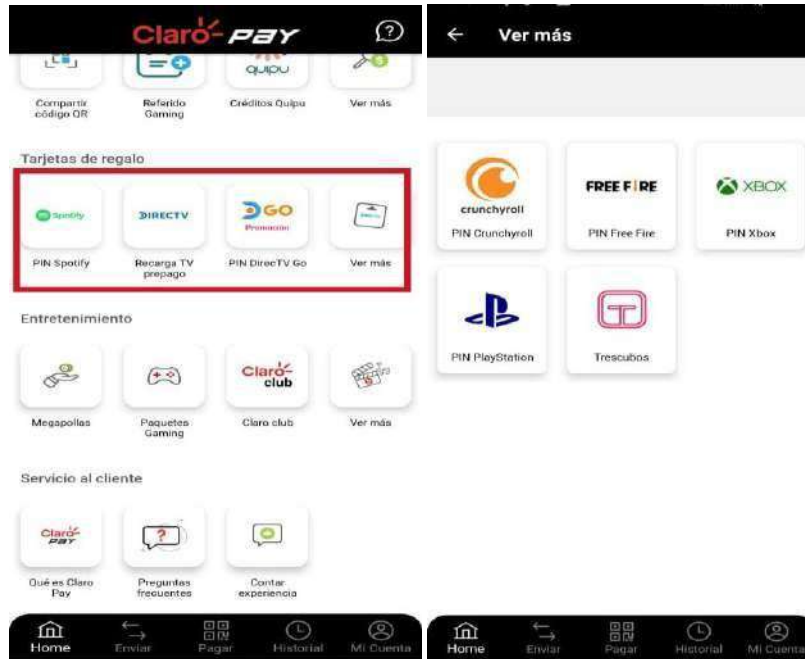 Claro- pay
quipu
Compartir
código QR
Referido
Gaming
Créditos Quipu
Ver más
Tarjetas de regalo
Spotify
DIRECTV
DGO
Promoción
PIN Spotify
Recarga TV
prepago
PIN DirecTV Go
Ver más
Entretenimiento
Claro-
club
Megapollas
Paquetes
Gaming
Claro club
Ver más
Servicio al cliente
Claro-
pay
?
Qué es Claro
Pay
Preguntas
frecuentes
Contar
experiencia
Home
Enviar
Pagar
Historial
Mi Cuenta
Ver más
crunchyroll
FREE FIRE
XBOX
PIN Crunchyroll
PIN Free Fire
PIN Xbox
PIN PlayStation
Trescubos
Home
Enviar
Pagar
Historial
Mi Cuenta